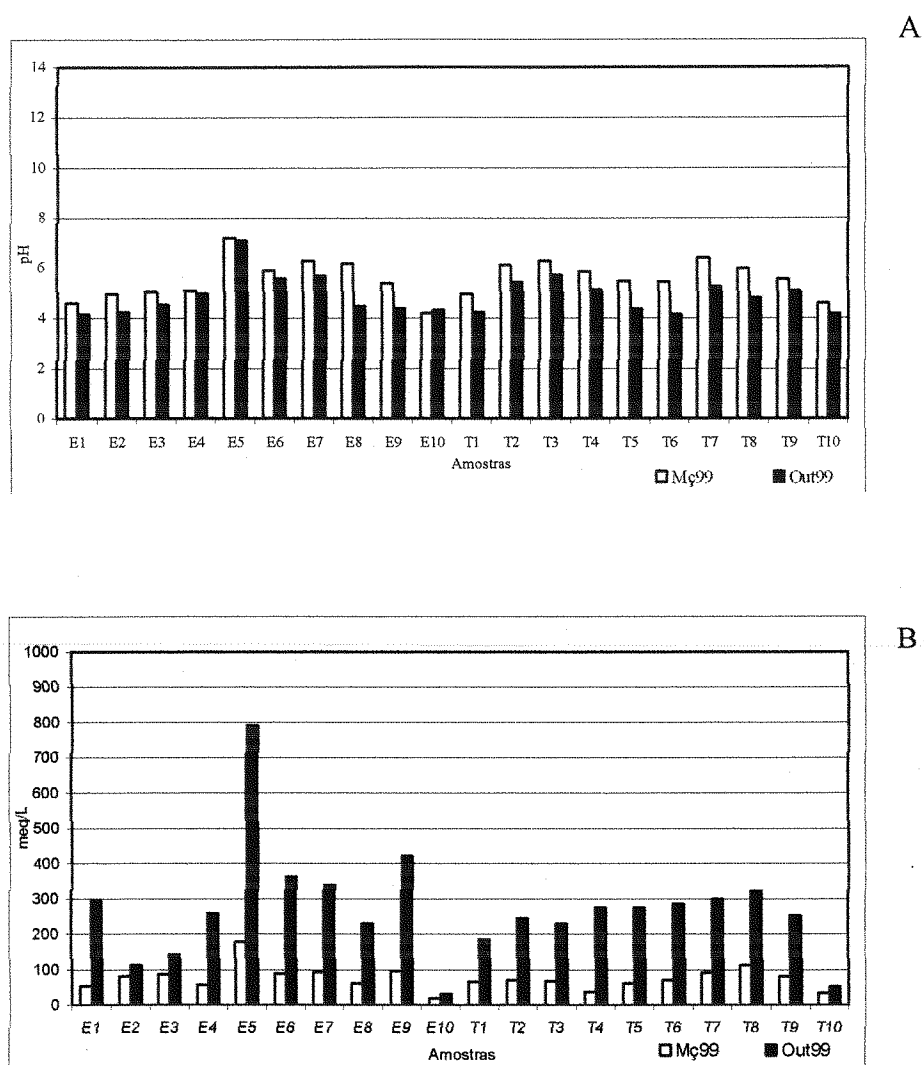 A
14
12
10
8
6
4
2
0
pH
E1 E2 E3 E4 E5 E6 E7 E8 E9 E10 T1 T2 T3 T4 T5 T6 T7 T8 T9 T10
Amostras
Mç99 Out99
B
1000
900
800
700
600
500
400
300
200
100
0
meq/L
E1 E2 E3 E4 E5 E6 E7 E8 E9 E10 T1 T2 T3 T4 T5 T6 T7 T8 T9 T10
Amostras
Mç99 Out99